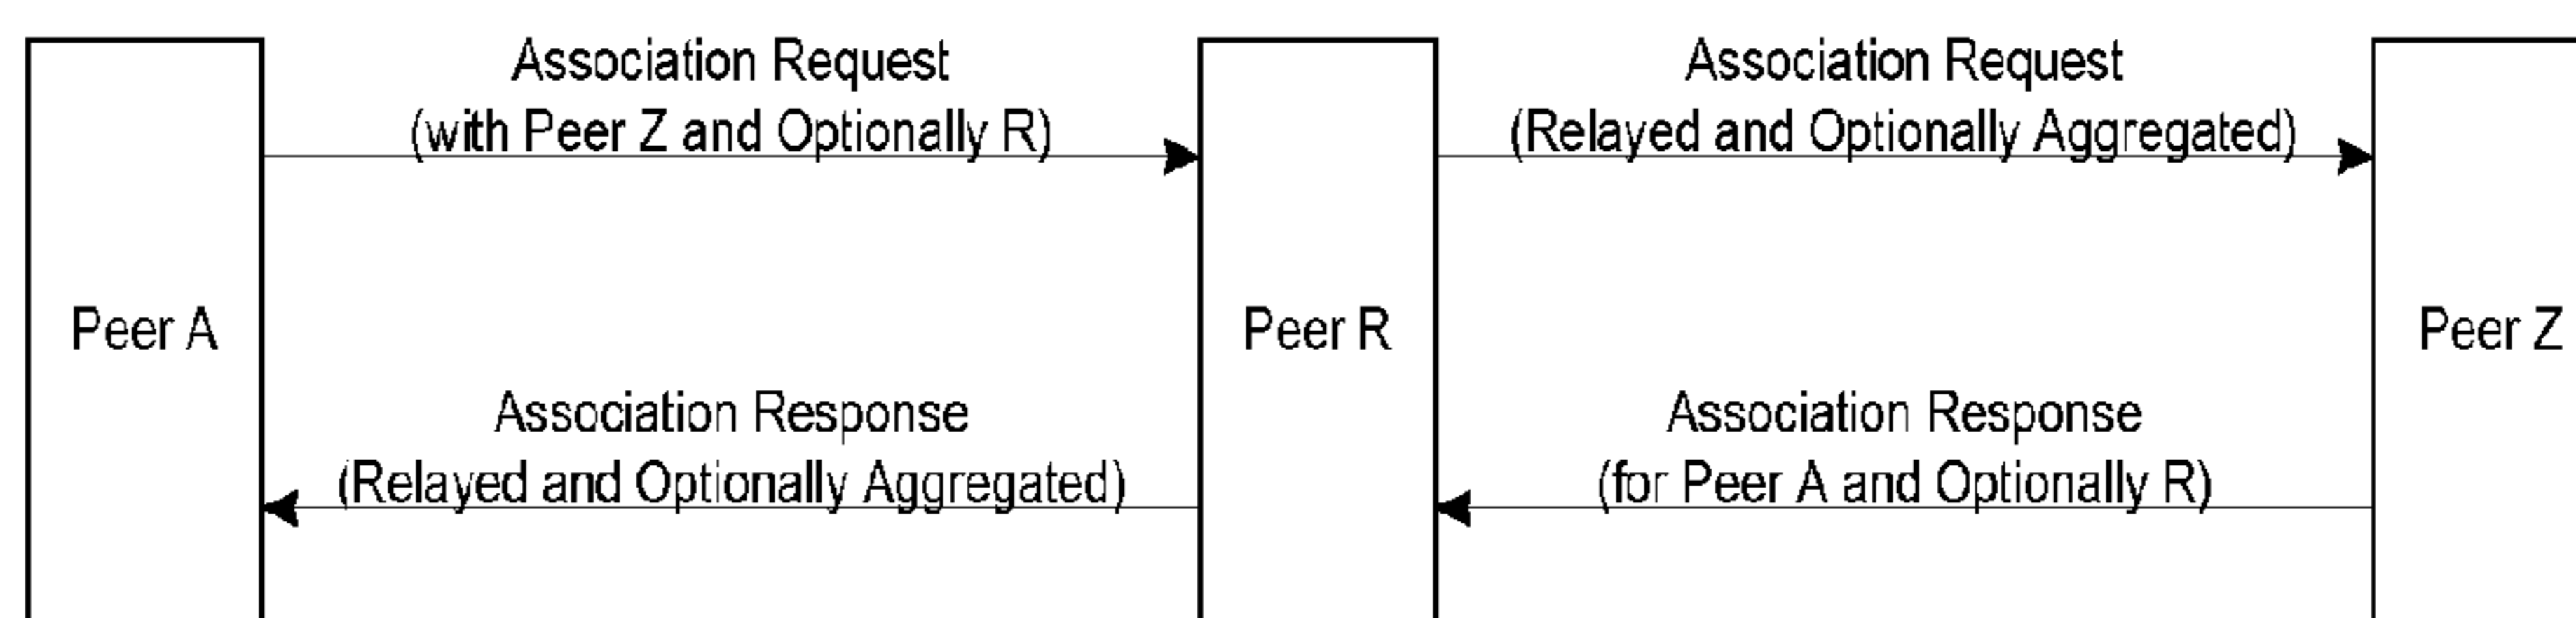 Association Request
(with Peer Z and Optionally R)
Association Request
(Relayed and Optionally Aggregated)
Peer A
Peer R
Peer Z
Association Response
(Relayed and Optionally Aggregated)
Association Response
(for Peer A and Optionally R)